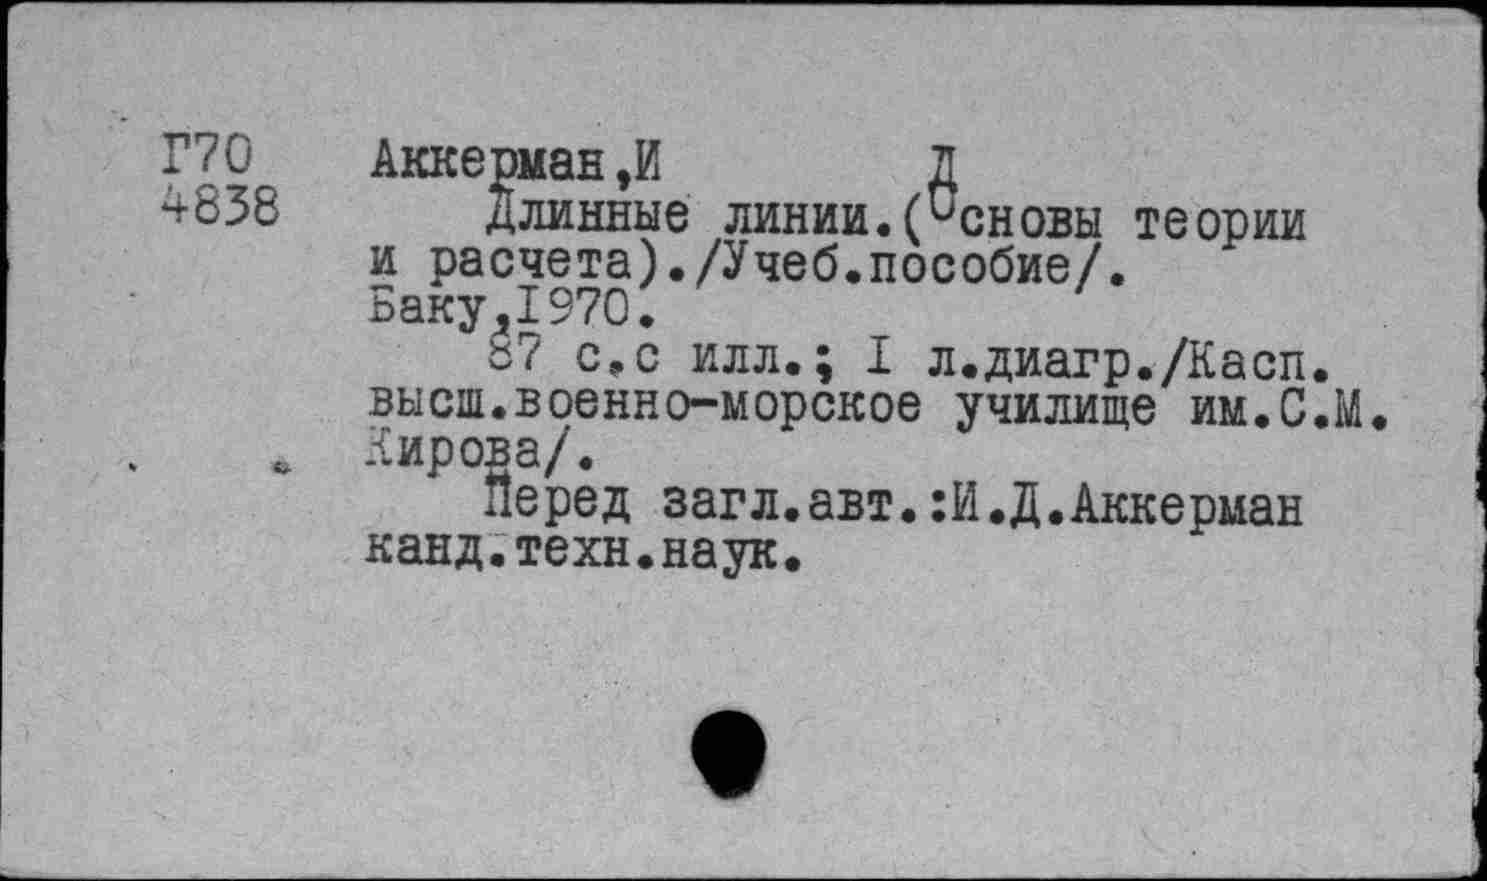 Г70 Аккерман,И Д
4838 Длинные линии.(Основы теории
и расчета)./Учеб.пособие/.
Баку,1970.
87 с.с илл.; I л.диагр./Касп.
высш.военно-морское училище им.С.М.
Кирова/.
Перед загл.авт.:И.Д.Аккерман
канд.техн.наук.